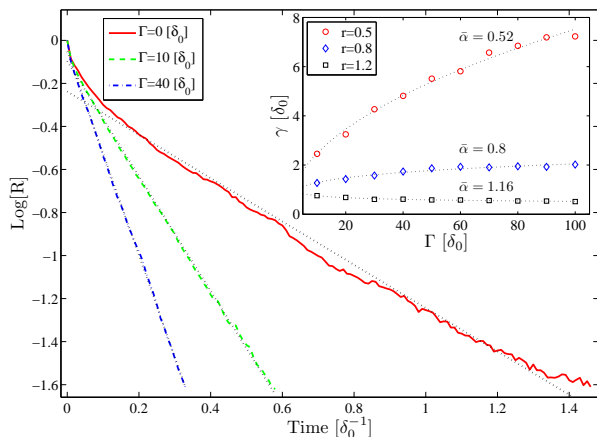 Γ=0 [δ₀]
Γ=10 [δ₀]
Γ=40 [δ₀]
0
−0.2
−0.4
−0.6
−0.8
−1
−1.2
−1.4
−1.6
Log[R]
0 0.2 0.4 0.6 0.8 1 1.2 1.4
Time [δ₀⁻¹]
r=0.5
r=0.8
r=1.2
ᾱ = 0.52
ᾱ = 0.8
ᾱ = 1.16
8
6
4
2
0
γ [δ₀]
20 40 60 80 100
Γ [δ₀]